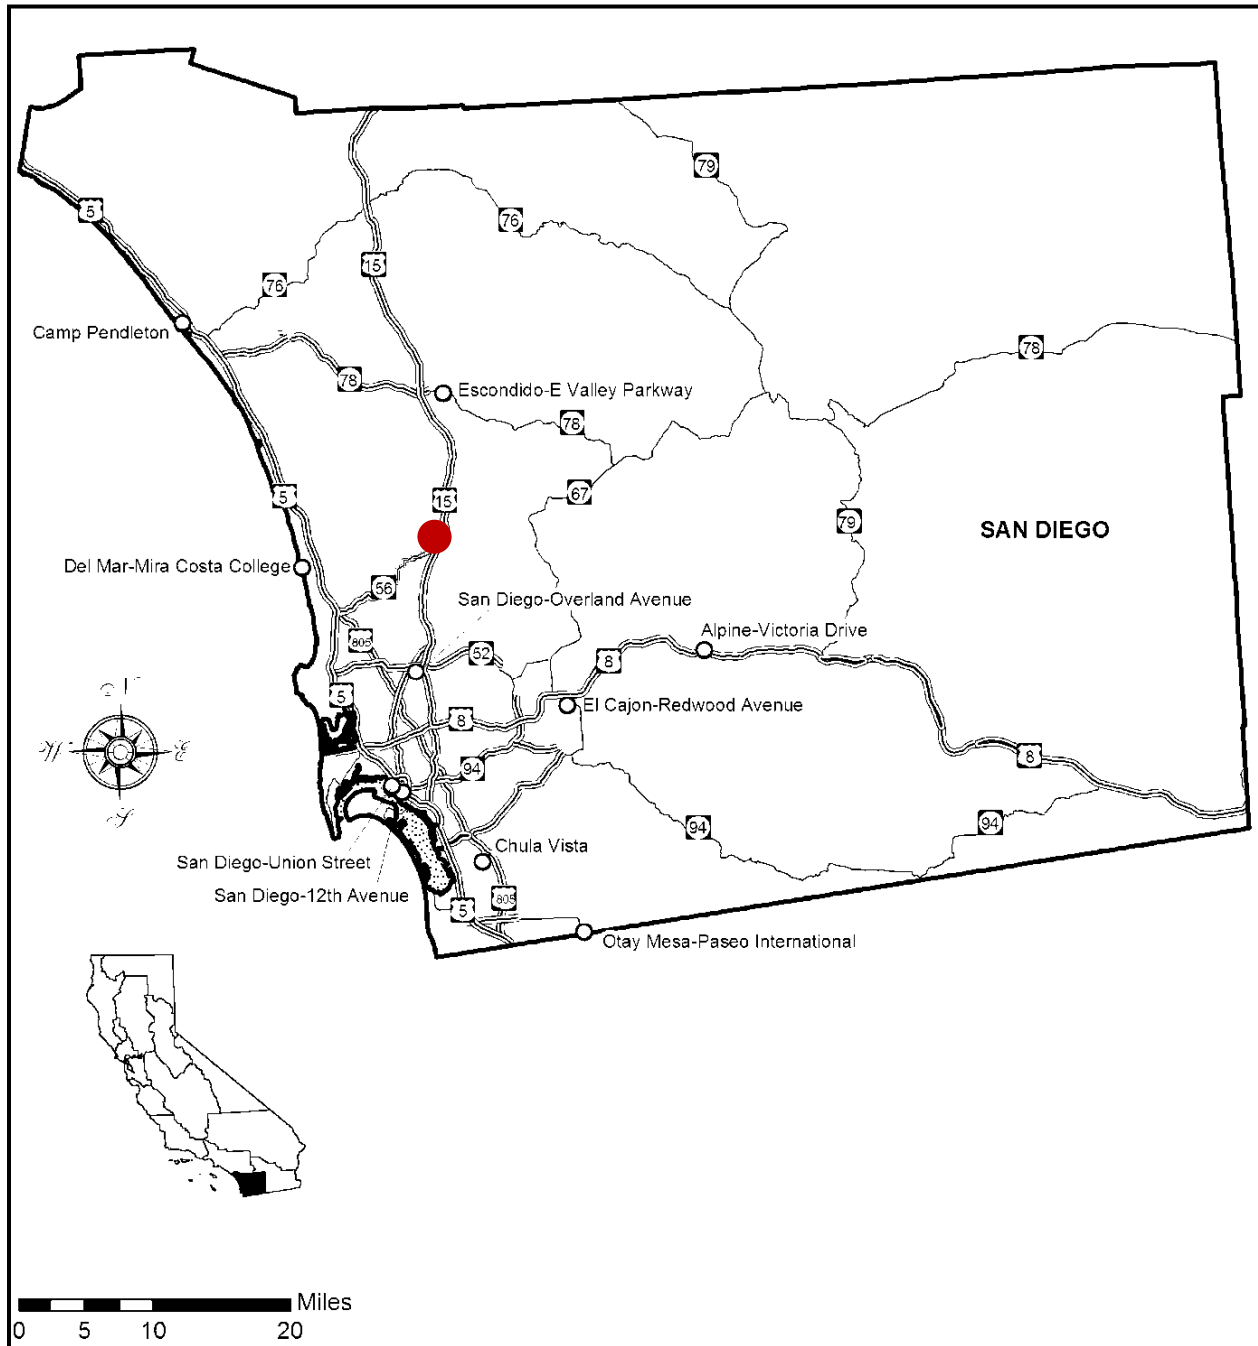 79
76
5
15
76
Camp Pendleton
78
78
Escondido-E Valley Parkway
78
67
5
15
79
SAN DIEGO
Del Mar-Mira Costa College
56
San Diego-Overland Avenue
805
52
Alpine-Victoria Drive
8
5
El Cajon-Redwood Avenue
8
94
8
94
94
Chula Vista
San Diego-Union Street
San Diego-12th Avenue
805
5
Otay Mesa-Paseo International
Miles
0 5 10 20